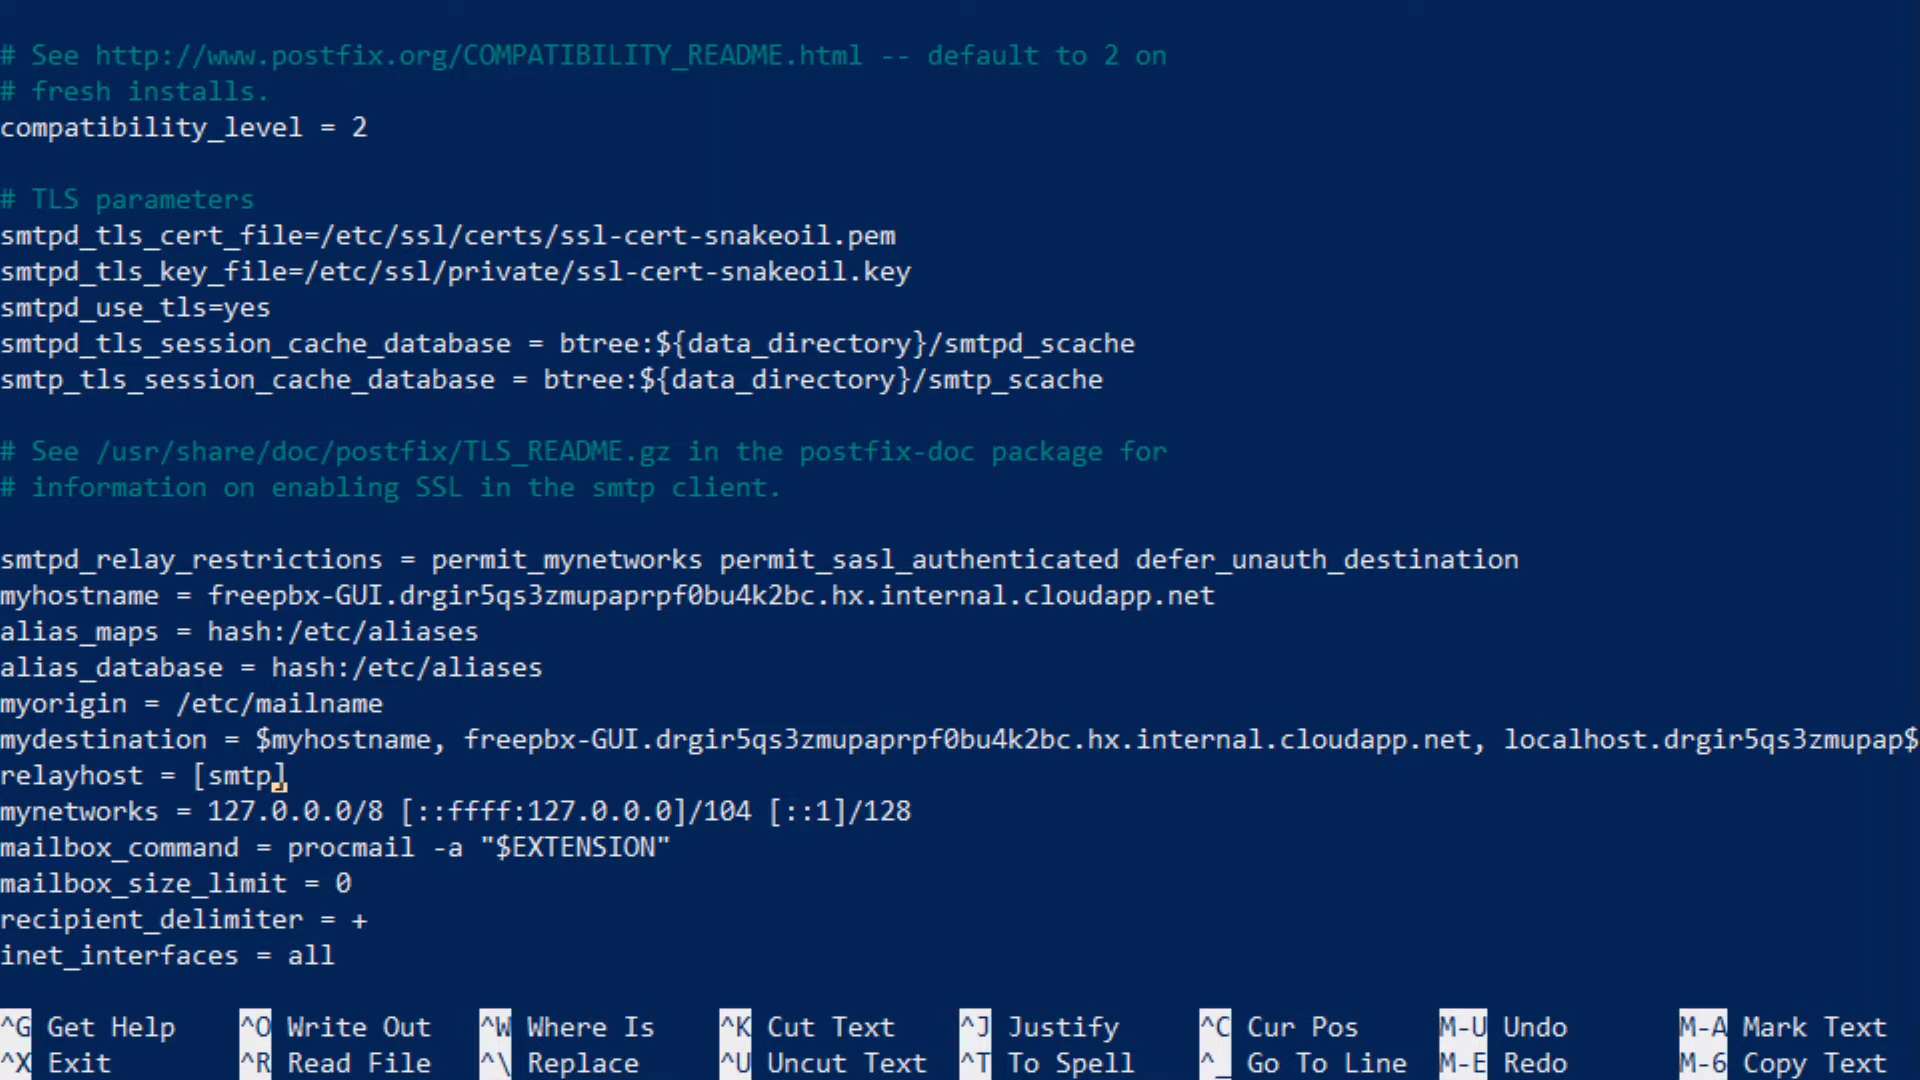 # See http://www.postfix.org/COMPATIBILITY_README.html -- default to 2 on
# fresh installs.
compatibility_level = 2
# TLS parameters
smtpd_tls_cert_file=/etc/ssl/certs/ssl-cert-snakeoil.pem
smtpd_tls_key_file=/etc/ssl/private/ssl-cert-snakeoil.key
smtpd_use_tls=yes
smtpd_tls_session_cache_database = btree:${data_directory}/smtpd_scache
smtp_tls_session_cache_database = btree:${data_directory}/smtp_scache
# See /usr/share/doc/postfix/TLS_README.gz in the postfix-doc package for
# information on enabling SSL in the smtp client.
smtpd_relay_restrictions = permit_mynetworks permit_sasl_authenticated defer_unauth_destination
myhostname = freepbx-GUI.drgir5qs3zmupaprpf0bu4k2bc.hx.internal.cloudapp.net
alias_maps = hash:/etc/aliases
alias_database = hash:/etc/aliases
myorigin = /etc/mailname
mydestination = $myhostname, freepbx-GUI.drgir5qs3zmupaprpf0bu4k2bc.hx.internal.cloudapp.net, localhost.drgir5qs3zmupap$
relayhost = [smtp]
mynetworks = 127.0.0.0/8 [::ffff:127.0.0.0]/104 [::1]/128
mailbox_command = procmail -a "$EXTENSION"
mailbox_size_limit = 0
recipient_delimiter = +
inet_interfaces = all
^G Get Help ^O Write Out ^W Where Is ^K Cut Text ^J Justify ^C Cur Pos M-U Undo M-A Mark Text
^X Exit ^R Read File ^\ Replace ^U Uncut Text ^T To Spell ^_ Go To Line M-E Redo M-6 Copy Text